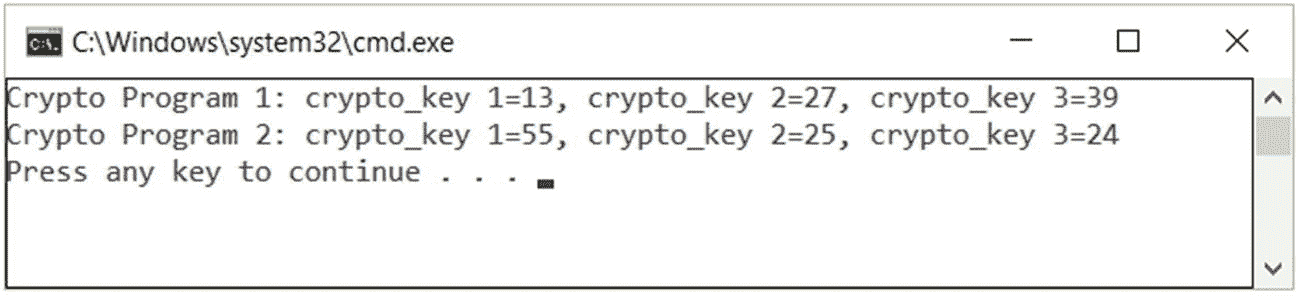 C:\Windows\system32\cmd.exe
Crypto Program 1: crypto_key 1=13, crypto_key 2=27, crypto_key 3=39
Crypto Program 2: crypto_key 1=55, crypto_key 2=25, crypto_key 3=24
Press any key to continue . . .